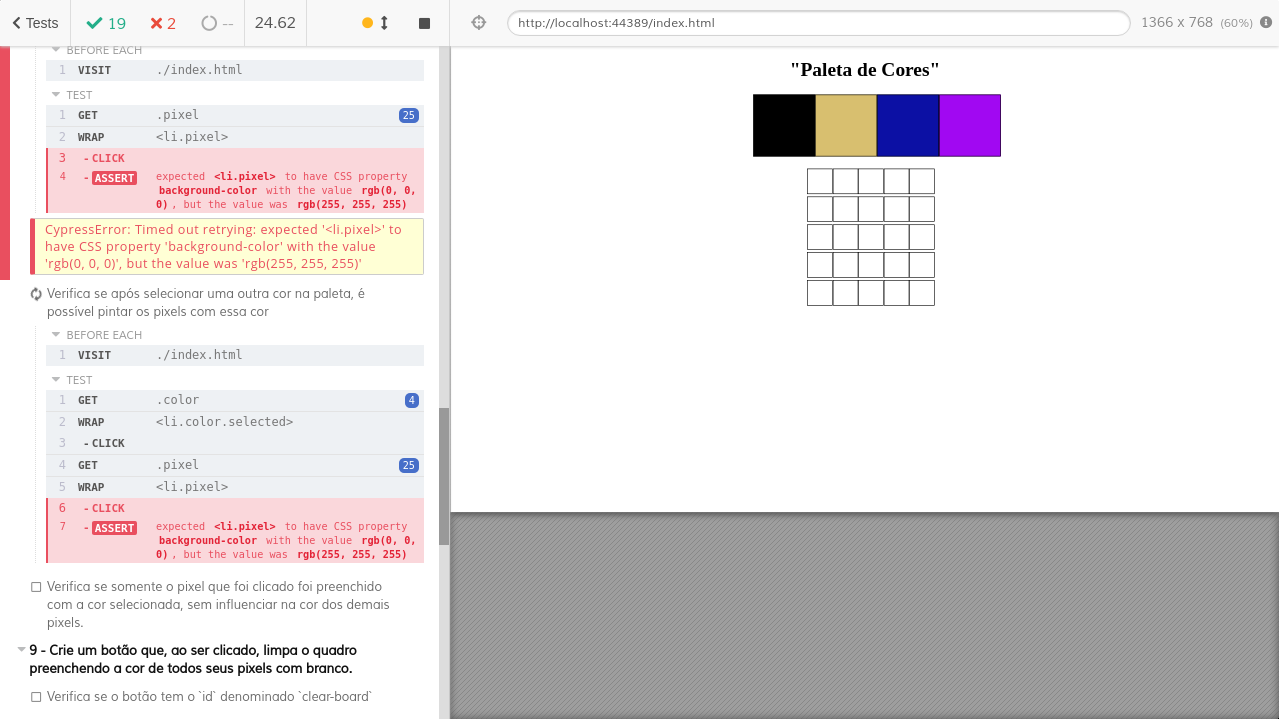 Tests 19 2 -- 24.62 http://localhost:44389/index.html 1366 x 768 (60%)
BEFORE EACH
1 VISIT ./index.html
TEST
1 GET .pixel 25
2 WRAP <li.pixel>
3 - CLICK
4 - ASSERT expected <li.pixel> to have CSS property
background-color with the value rgb(0, 0,
0) , but the value was rgb(255, 255, 255)
CypressError: Timed out retrying: expected '<li.pixel>' to
have CSS property 'background-color' with the value
'rgb(0, 0, 0)', but the value was 'rgb(255, 255, 255)'
Verifica se após selecionar uma outra cor na paleta, é
possível pintar os pixels com essa cor
BEFORE EACH
1 VISIT ./index.html
TEST
1 GET .color 4
2 WRAP <li.color.selected>
3 - CLICK
4 GET .pixel 25
5 WRAP <li.pixel>
6 - CLICK
7 - ASSERT expected <li.pixel> to have CSS property
background-color with the value rgb(0, 0,
0) , but the value was rgb(255, 255, 255)
Verifica se somente o pixel que foi clicado foi preenchido
com a cor selecionada, sem influenciar na cor dos demais
pixels.
9 - Crie um botão que, ao ser clicado, limpa o quadro
preenchendo a cor de todos seus pixels com branco.
Verifica se o botão tem o `id` denominado `clear-board`
"Paleta de Cores"